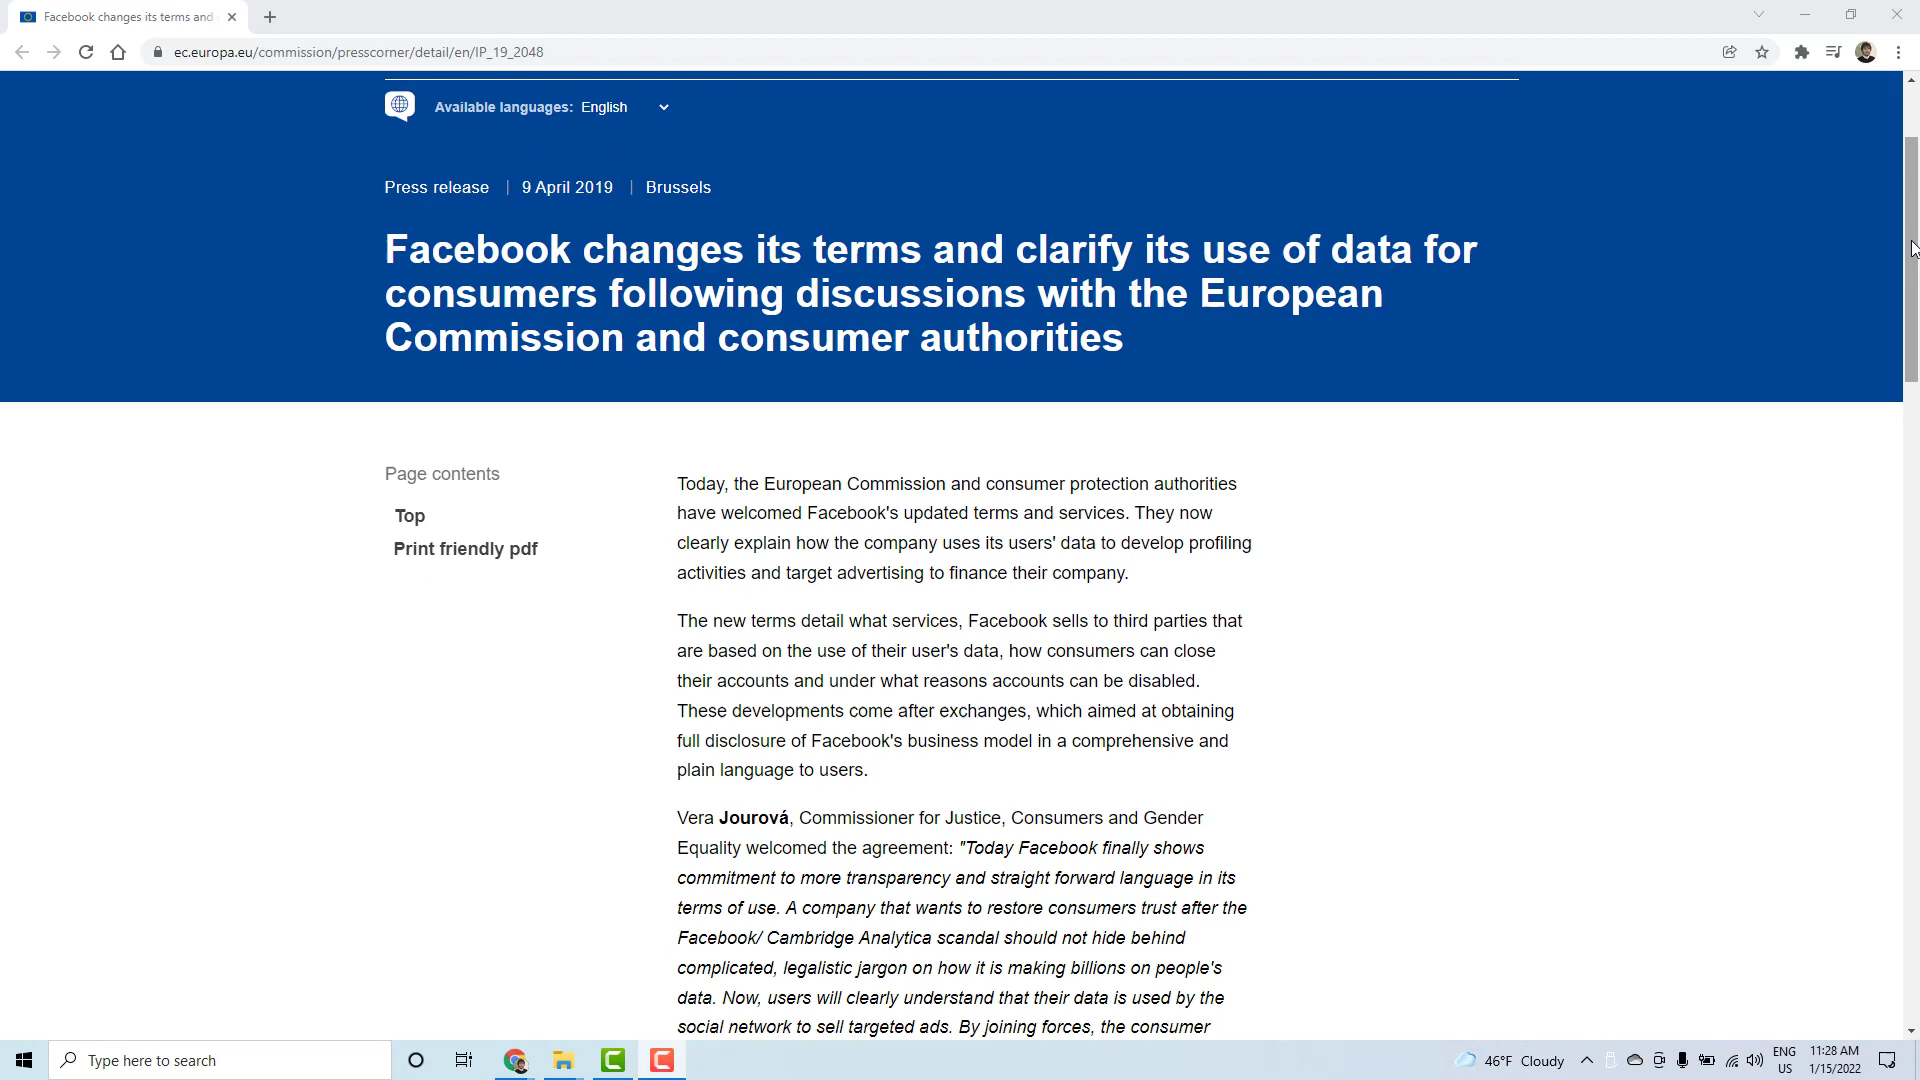 Facebook changes its terms and
ec.europa.eu/commission/presscorner/detail/en/IP_19_2048
Available languages: English
Press release | 9 April 2019 | Brussels
Facebook changes its terms and clarify its use of data for
consumers following discussions with the European
Commission and consumer authorities
Page contents
Top
Print friendly pdf
Today, the European Commission and consumer protection authorities
have welcomed Facebook's updated terms and services. They now
clearly explain how the company uses its users' data to develop profiling
activities and target advertising to finance their company.
The new terms detail what services, Facebook sells to third parties that
are based on the use of their user's data, how consumers can close
their accounts and under what reasons accounts can be disabled.
These developments come after exchanges, which aimed at obtaining
full disclosure of Facebook's business model in a comprehensive and
plain language to users.
Vera Jourová, Commissioner for Justice, Consumers and Gender
Equality welcomed the agreement: "Today Facebook finally shows
commitment to more transparency and straight forward language in its
terms of use. A company that wants to restore consumers trust after the
Facebook/ Cambridge Analytica scandal should not hide behind
complicated, legalistic jargon on how it is making billions on people's
data. Now, users will clearly understand that their data is used by the
social network to sell targeted ads. By joining forces, the consumer
Type here to search
46°F Cloudy
ENG
US
11:28 AM
1/15/2022